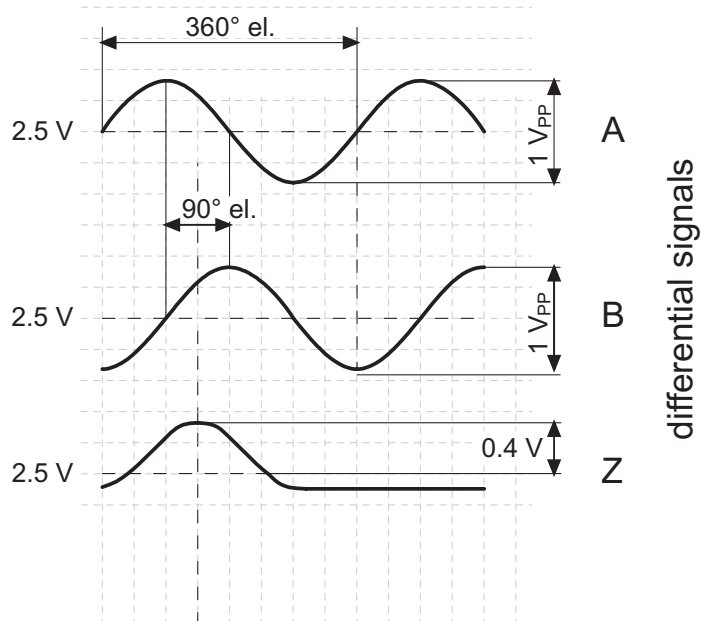 360° el.
2.5 V
1 VPP
A
90° el.
2.5 V
1 VPP
B
2.5 V
0.4 V
Z
differential signals